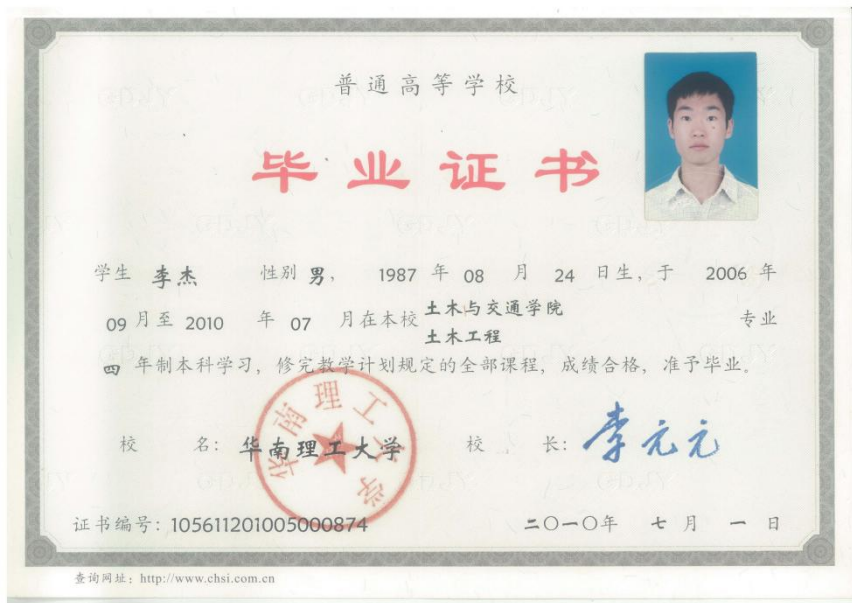 普通高等学校
毕业证书
学生 李杰 性别 男， 1987 年 08 月 24 日生，于 2006 年
09 月至 2010 年 07 月在本校 土木与交通学院 土木工程 专业
四 年制本科学习，修完教学计划规定的全部课程，成绩合格，准予毕业。
校 名：华南理工大学 校 长：李元元
华南理工大学
证书编号：105611201005000874 二〇一〇年 七 月 一 日
查询网址：http://www.chsi.com.cn